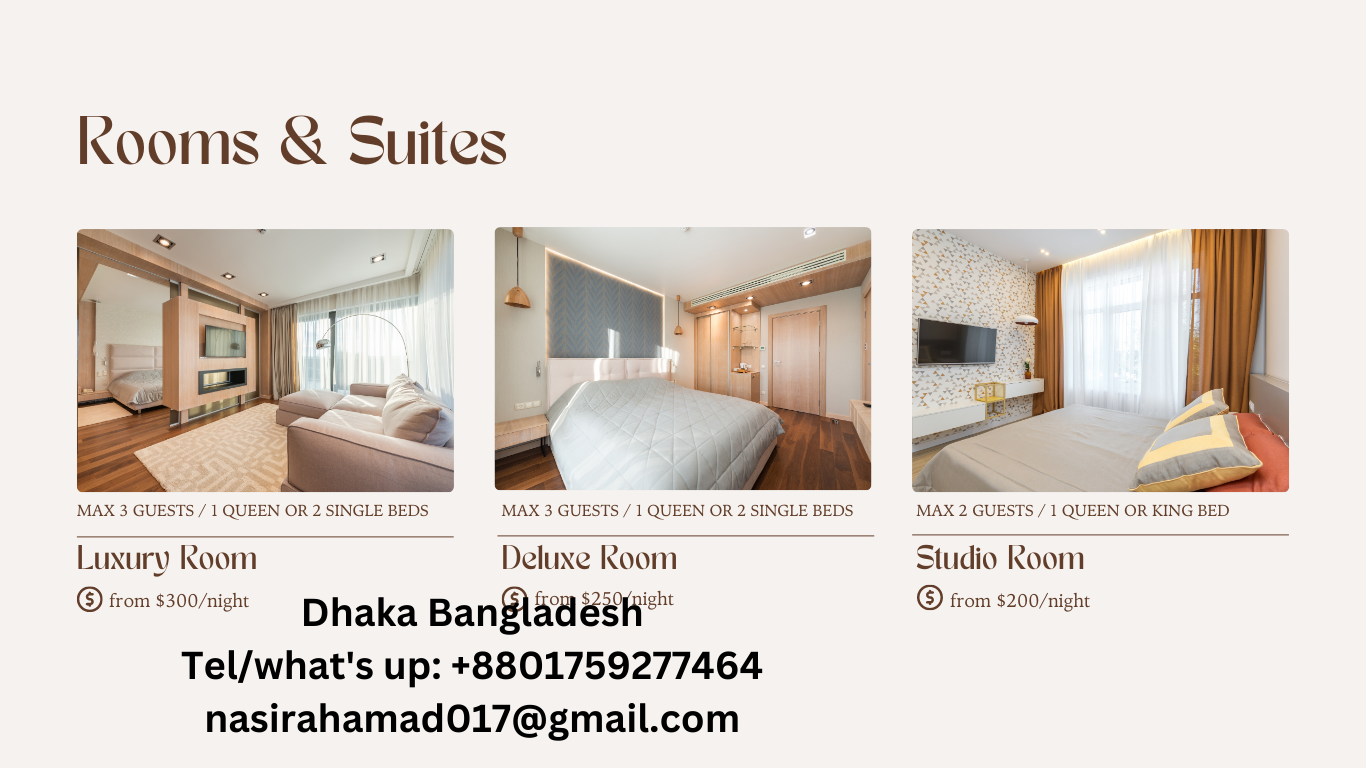 Rooms & Suites
MAX 3 GUESTS / 1 QUEEN OR 2 SINGLE BEDS
Luxury Room
from $300/night
MAX 3 GUESTS / 1 QUEEN OR 2 SINGLE BEDS
Deluxe Room
from $250/night
MAX 2 GUESTS / 1 QUEEN OR KING BED
Studio Room
from $200/night
Dhaka Bangladesh
Tel/what's up: +8801759277464
nasirahamad017@gmail.com